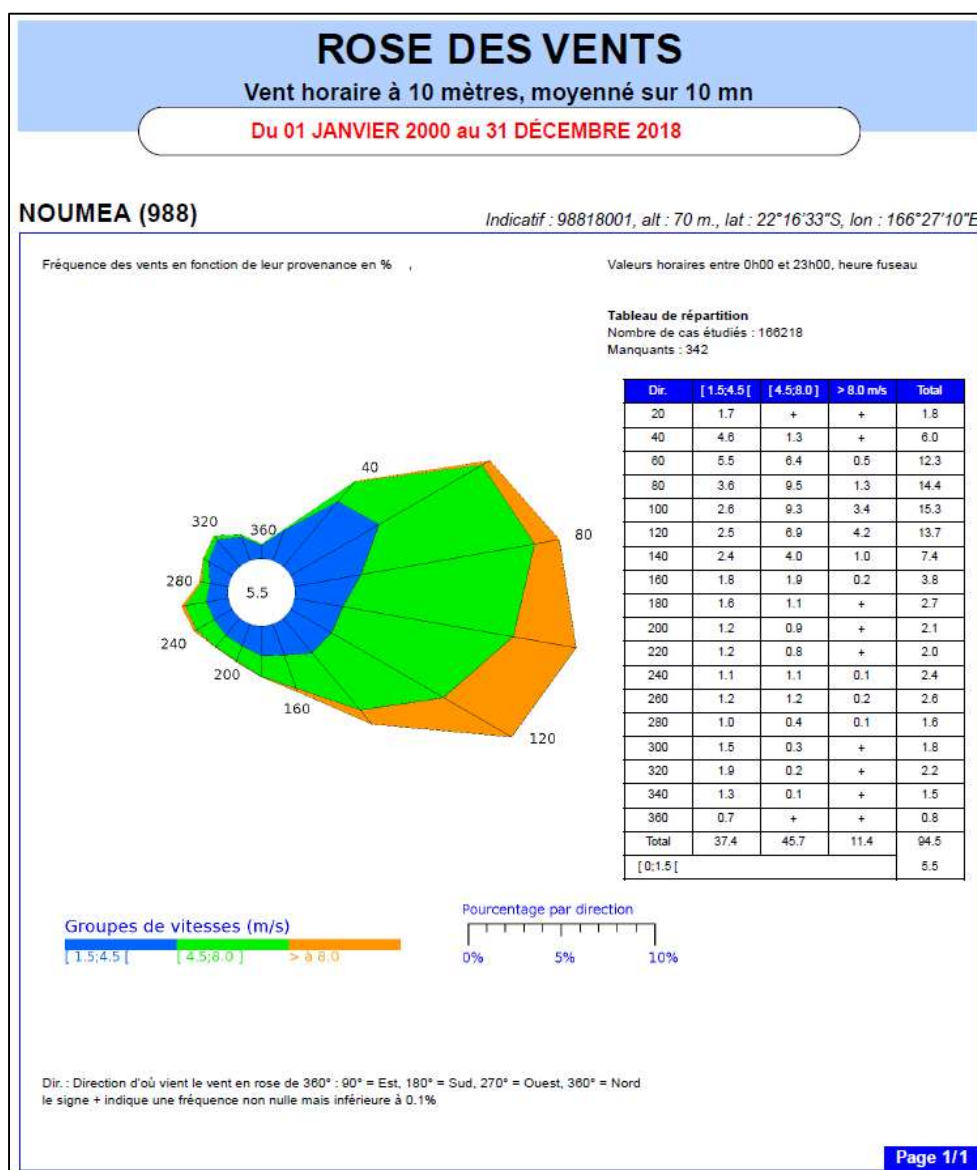 ROSE DES VENTS
Vent horaire à 10 mètres, moyenné sur 10 mn
Du 01 JANVIER 2000 au 31 DÉCEMBRE 2018
NOUMEA (988)
Indicatif : 98818001, alt : 70 m., lat : 22°16'33"S, lon : 166°27'10"E
Fréquence des vents en fonction de leur provenance en % ,
Valeurs horaires entre 0h00 et 23h00, heure fuseau
Tableau de répartition
Nombre de cas étudiés : 166218
Manquants : 342
Dir. [ 1.5;4.5 [ [ 4.5;8.0 ] > 8.0 m/s Total
20 1.7 + + 1.8
40 4.6 1.3 + 6.0
60 5.5 6.4 0.5 12.3
80 3.6 9.5 1.3 14.4
100 2.6 9.3 3.4 15.3
120 2.5 6.9 4.2 13.7
140 2.4 4.0 1.0 7.4
160 1.8 1.9 0.2 3.8
180 1.6 1.1 + 2.7
200 1.2 0.9 + 2.1
220 1.2 0.8 + 2.0
240 1.1 1.1 0.1 2.4
260 1.2 1.2 0.2 2.6
280 1.0 0.4 0.1 1.6
300 1.5 0.3 + 1.8
320 1.9 0.2 + 2.2
340 1.3 0.1 + 1.5
360 0.7 + + 0.8
Total 37.4 45.7 11.4 94.5
[ 0;1.5 [ 5.5
40
320
360
80
280
5.5
240
200
160
120
Groupes de vitesses (m/s)
[ 1.5;4.5 [ [ 4.5;8.0 ] > à 8.0
Pourcentage par direction
0% 5% 10%
Dir. : Direction d'où vient le vent en rose de 360° : 90° = Est, 180° = Sud, 270° = Ouest, 360° = Nord
le signe + indique une fréquence non nulle mais inférieure à 0.1%
Page 1/1